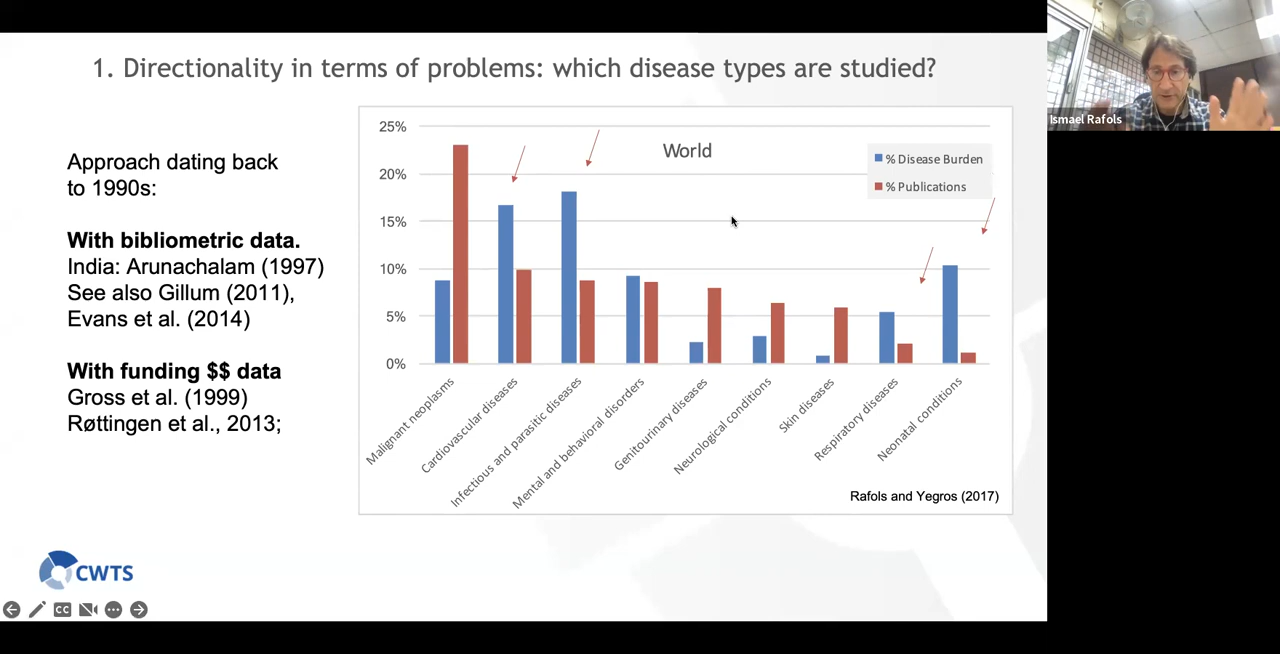 1. Directionality in terms of problems: which disease types are studied?
Approach dating back
to 1990s:
With bibliometric data.
India: Arunachalam (1997)
See also Gillum (2011),
Evans et al. (2014)
With funding $$ data
Gross et al. (1999)
Røttingen et al., 2013;
World
% Disease Burden
% Publications
25%
20%
15%
10%
5%
0%
Malignant neoplasms
Cardiovascular diseases
Infectious and parasitic diseases
Mental and behavioral disorders
Genitourinary diseases
Neurological conditions
Skin diseases
Respiratory diseases
Neonatal conditions
Rafols and Yegros (2017)
CWTS
CC
Ismael Rafols